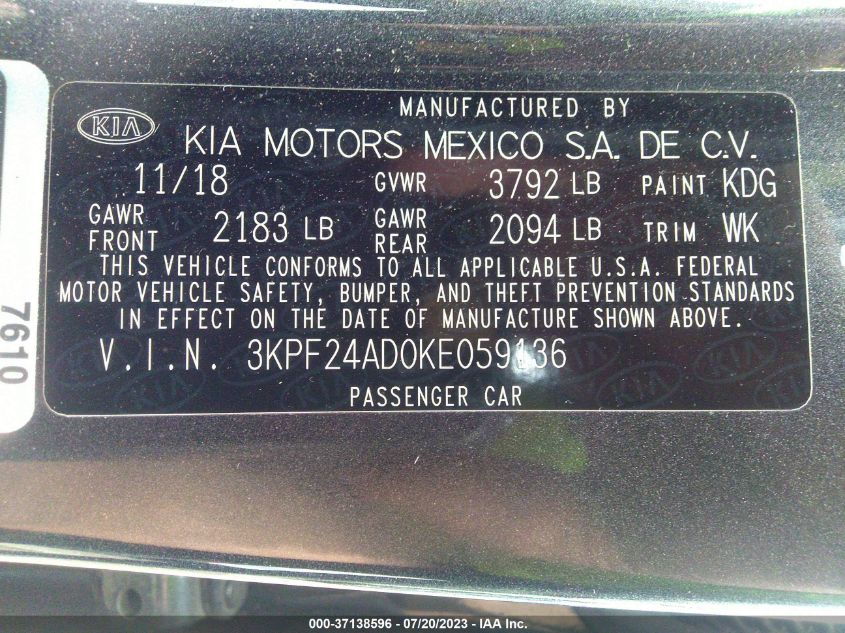 MANUFACTURED BY
KIA KIA MOTORS MEXICO S.A. DE C.V.
11/18 GVWR 3792 LB PAINT KDG
GAWR FRONT 2183 LB GAWR REAR 2094 LB TRIM WK
THIS VEHICLE CONFORMS TO ALL APPLICABLE U.S.A. FEDERAL
MOTOR VEHICLE SAFETY, BUMPER, AND THEFT PREVENTION STANDARDS
IN EFFECT ON THE DATE OF MANUFACTURE SHOWN ABOVE.
V.I.N. 3KPF24AD0KE059136
PASSENGER CAR
7610
000-37138596 - 07/20/2023 - IAAI Inc.